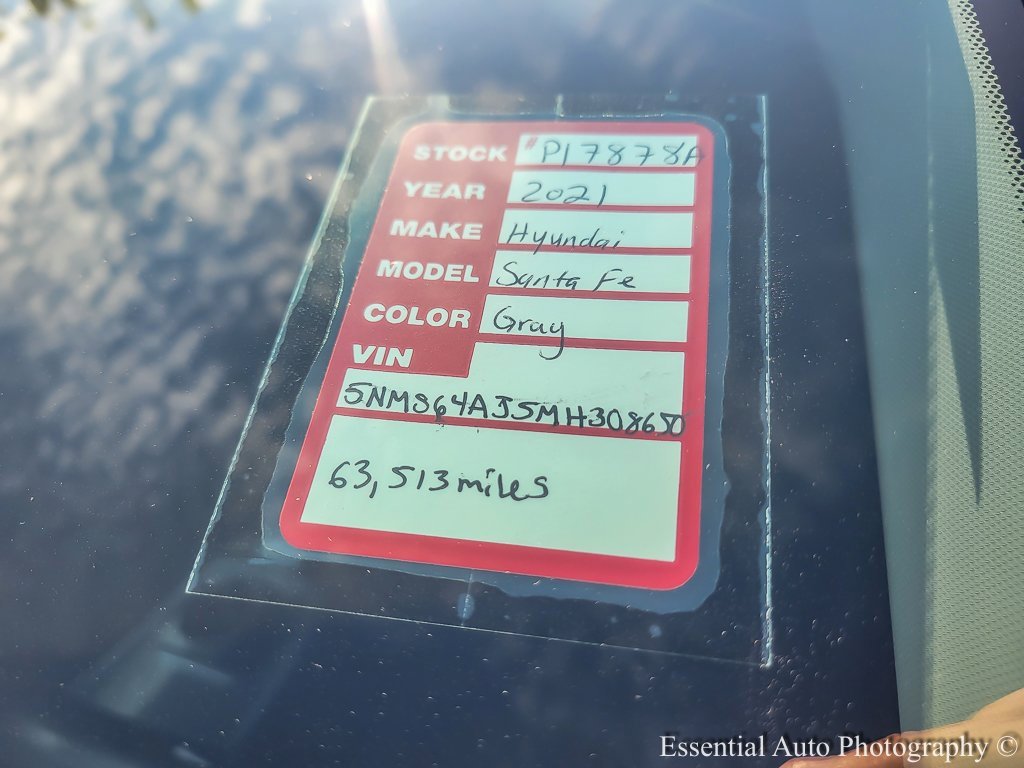 STOCK #P17878A
YEAR 2021
MAKE Hyundai
MODEL Santa Fe
COLOR Gray
VIN
5NMS64AJ5MH308650
63,513 miles
Essential Auto Photography ©